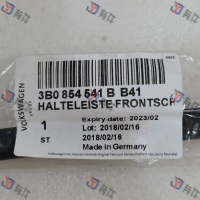 3B0 854 541 B B41
HALTELEISTE FRONTSCH
VOLKSWAGEN
1
ST
Expiry date: 2023/02
Lot: 2018/02/16
2018/02/16
Made in Germany